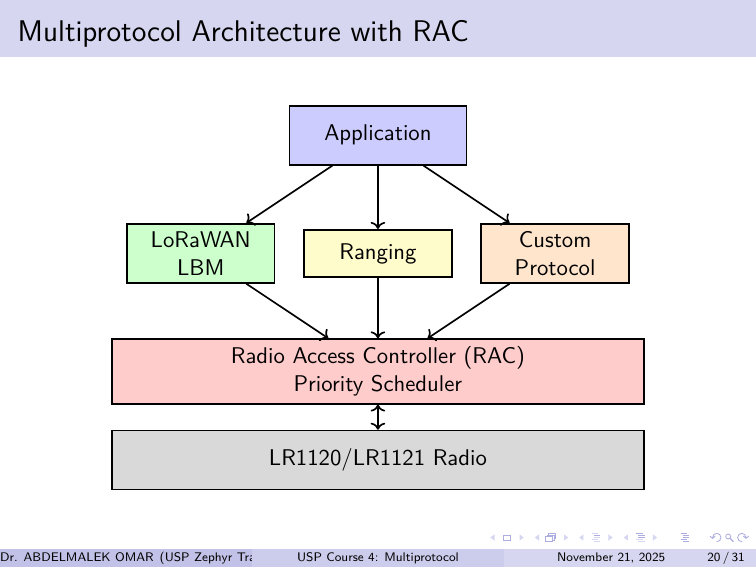 Multiprotocol Architecture with RAC
Application
LoRaWAN
LBM
Ranging
Custom
Protocol
Radio Access Controller (RAC)
Priority Scheduler
LR1120/LR1121 Radio
Dr. ABDELMALEK OMAR (USP Zephyr Tra
USP Course 4: Multiprotocol
November 21, 2025
20 / 31